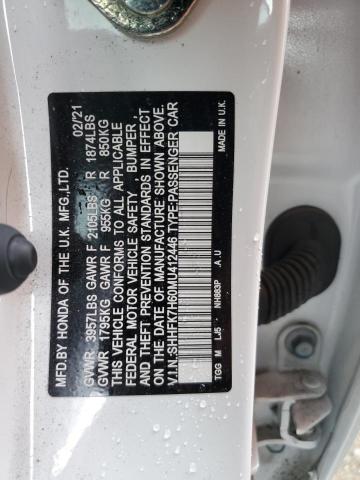 MFD.BY HONDA OF THE U.K. MFG.,LTD. 02/21
GVWR 3957LBS GAWR F 2105LBS R 1874LBS
GVWR 1795KG GAWR F 955KG R 850KG
THIS VEHICLE CONFORMS TO ALL APPLICABLE
FEDERAL MOTOR VEHICLE SAFETY, BUMPER,
AND THEFT PREVENTION STANDARDS IN EFFECT
ON THE DATE OF MANUFACTURE SHOWN ABOVE.
V.I.N.:SHHFK7H60MU412446 TYPE:PASSENGER CAR
TGG M LJ5 NH883P A U MADE IN U.K.